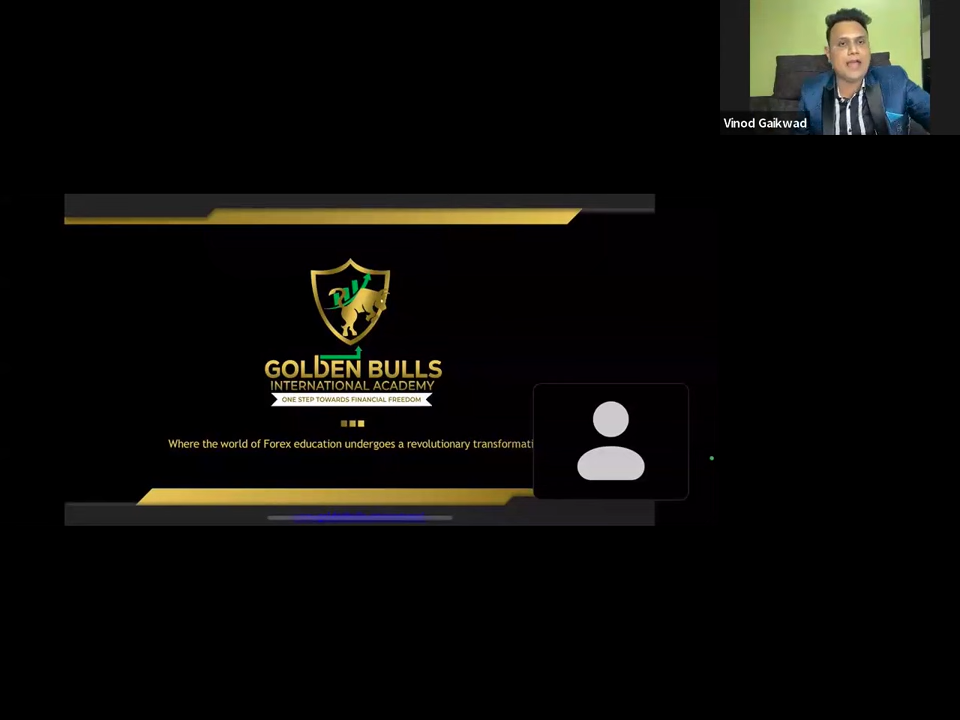 Vinod Gaikwad
GOLDEN BULLS
INTERNATIONAL ACADEMY
ONE STEP TOWARDS FINANCIAL FREEDOM
Where the world of Forex education undergoes a revolutionary transformati